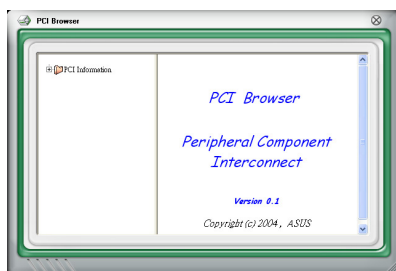 PCI Browser
PCI Information
PCI Browser
Peripheral Component
Interconnect
Version 0.1
Copyright (c) 2004, ASUS